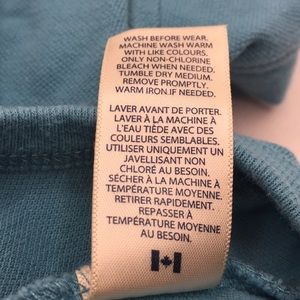 WASH BEFORE WEAR.
MACHINE WASH WARM
WITH LIKE COLOURS.
ONLY NON-CHLORINE
BLEACH WHEN NEEDED.
TUMBLE DRY MEDIUM.
REMOVE PROMPTLY.
WARM IRON IF NEEDED.
LAVER AVANT DE PORTER.
LAVER À LA MACHINE À
L'EAU TIÈDE AVEC DES
COULEURS SEMBLABLES.
UTILISER UNIQUEMENT UN
JAVELLISANT NON
CHLORÉ AU BESOIN.
SÉCHER À LA MACHINE À
TEMPÉRATURE MOYENNE.
RETIRER RAPIDEMENT.
REPASSER À
TEMPÉRATURE MOYENNE
AU BESOIN.